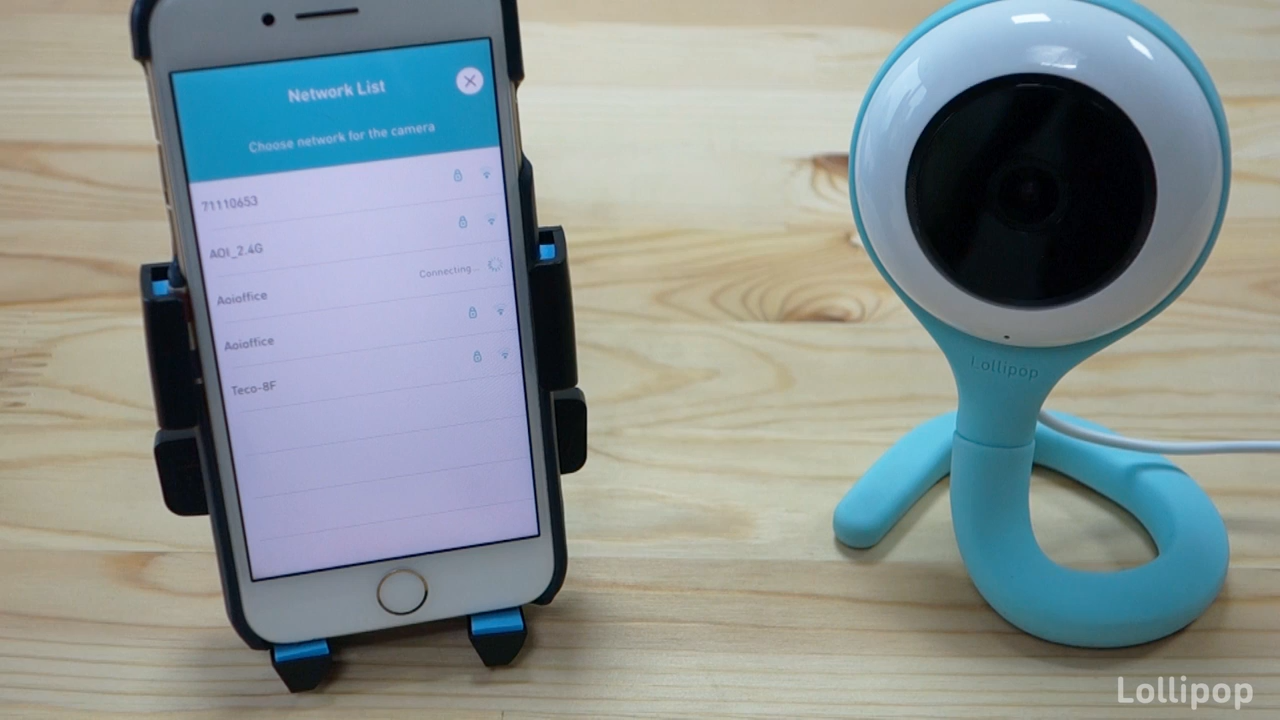 Network List
Choose network for the camera
71110653
AOI_2.4G
Aoioffice
Connecting...
Aoioffice
Teco-8F
Lollipop
Lollipop